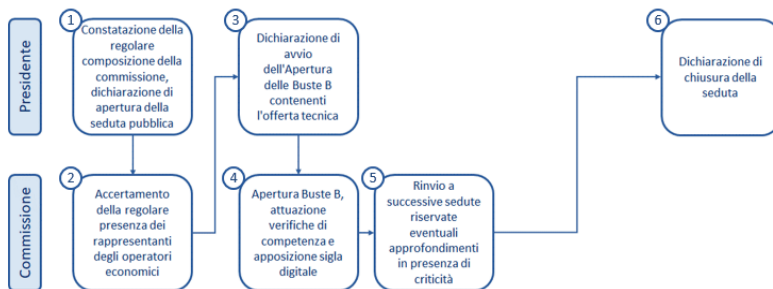 Presidente
1
Constatazione della
regolare
composizione della
commissione,
dichiarazione di
apertura della
seduta pubblica
3
Dichiarazione di
avvio
dell'Apertura
delle Buste B
contenenti
l'offerta tecnica
6
Dichiarazione di
chiusura della
seduta
Commissione
2
Accertamento
della regolare
presenza dei
rappresentanti
degli operatori
economici
4
Apertura Buste B,
attuazione
verifiche di
competenza e
apposizione sigla
digitale
5
Rinvio a
successive sedute
riservate
eventuali
approfondimenti
in presenza di
criticità